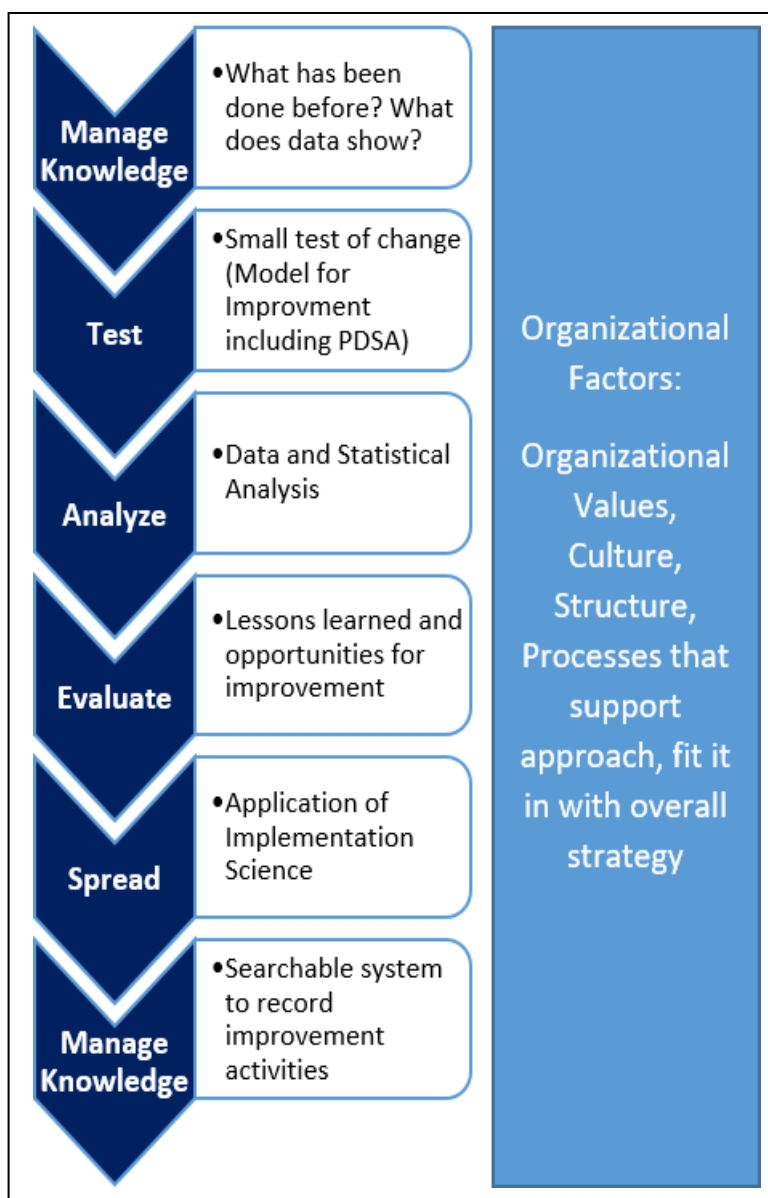 Manage
Knowledge
•What has been
done before? What
does data show?
Test
•Small test of change
(Model for
Improvment
including PDSA)
Analyze
•Data and Statistical
Analysis
Evaluate
•Lessons learned and
opportunities for
improvement
Spread
•Application of
Implementation
Science
Manage
Knowledge
•Searchable system
to record
improvement
activities
Organizational
Factors:
Organizational
Values,
Culture,
Structure,
Processes that
support
approach, fit it
in with overall
strategy